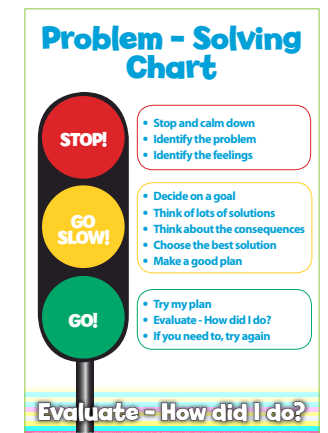 Problem - Solving
Chart
STOP!
• Stop and calm down
• Identify the problem
• Identify the feelings
GO
SLOW!
• Decide on a goal
• Think of lots of solutions
• Think about the consequences
• Choose the best solution
• Make a good plan
GO!
• Try my plan
• Evaluate - How did I do?
• If you need to, try again
Evaluate - How did I do?